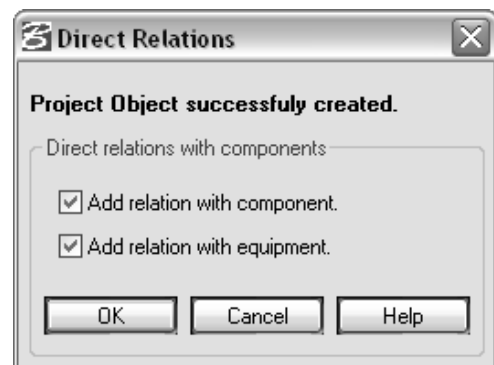 Direct Relations
Project Object successfuly created.
Direct relations with components
Add relation with component.
Add relation with equipment.
OK Cancel Help